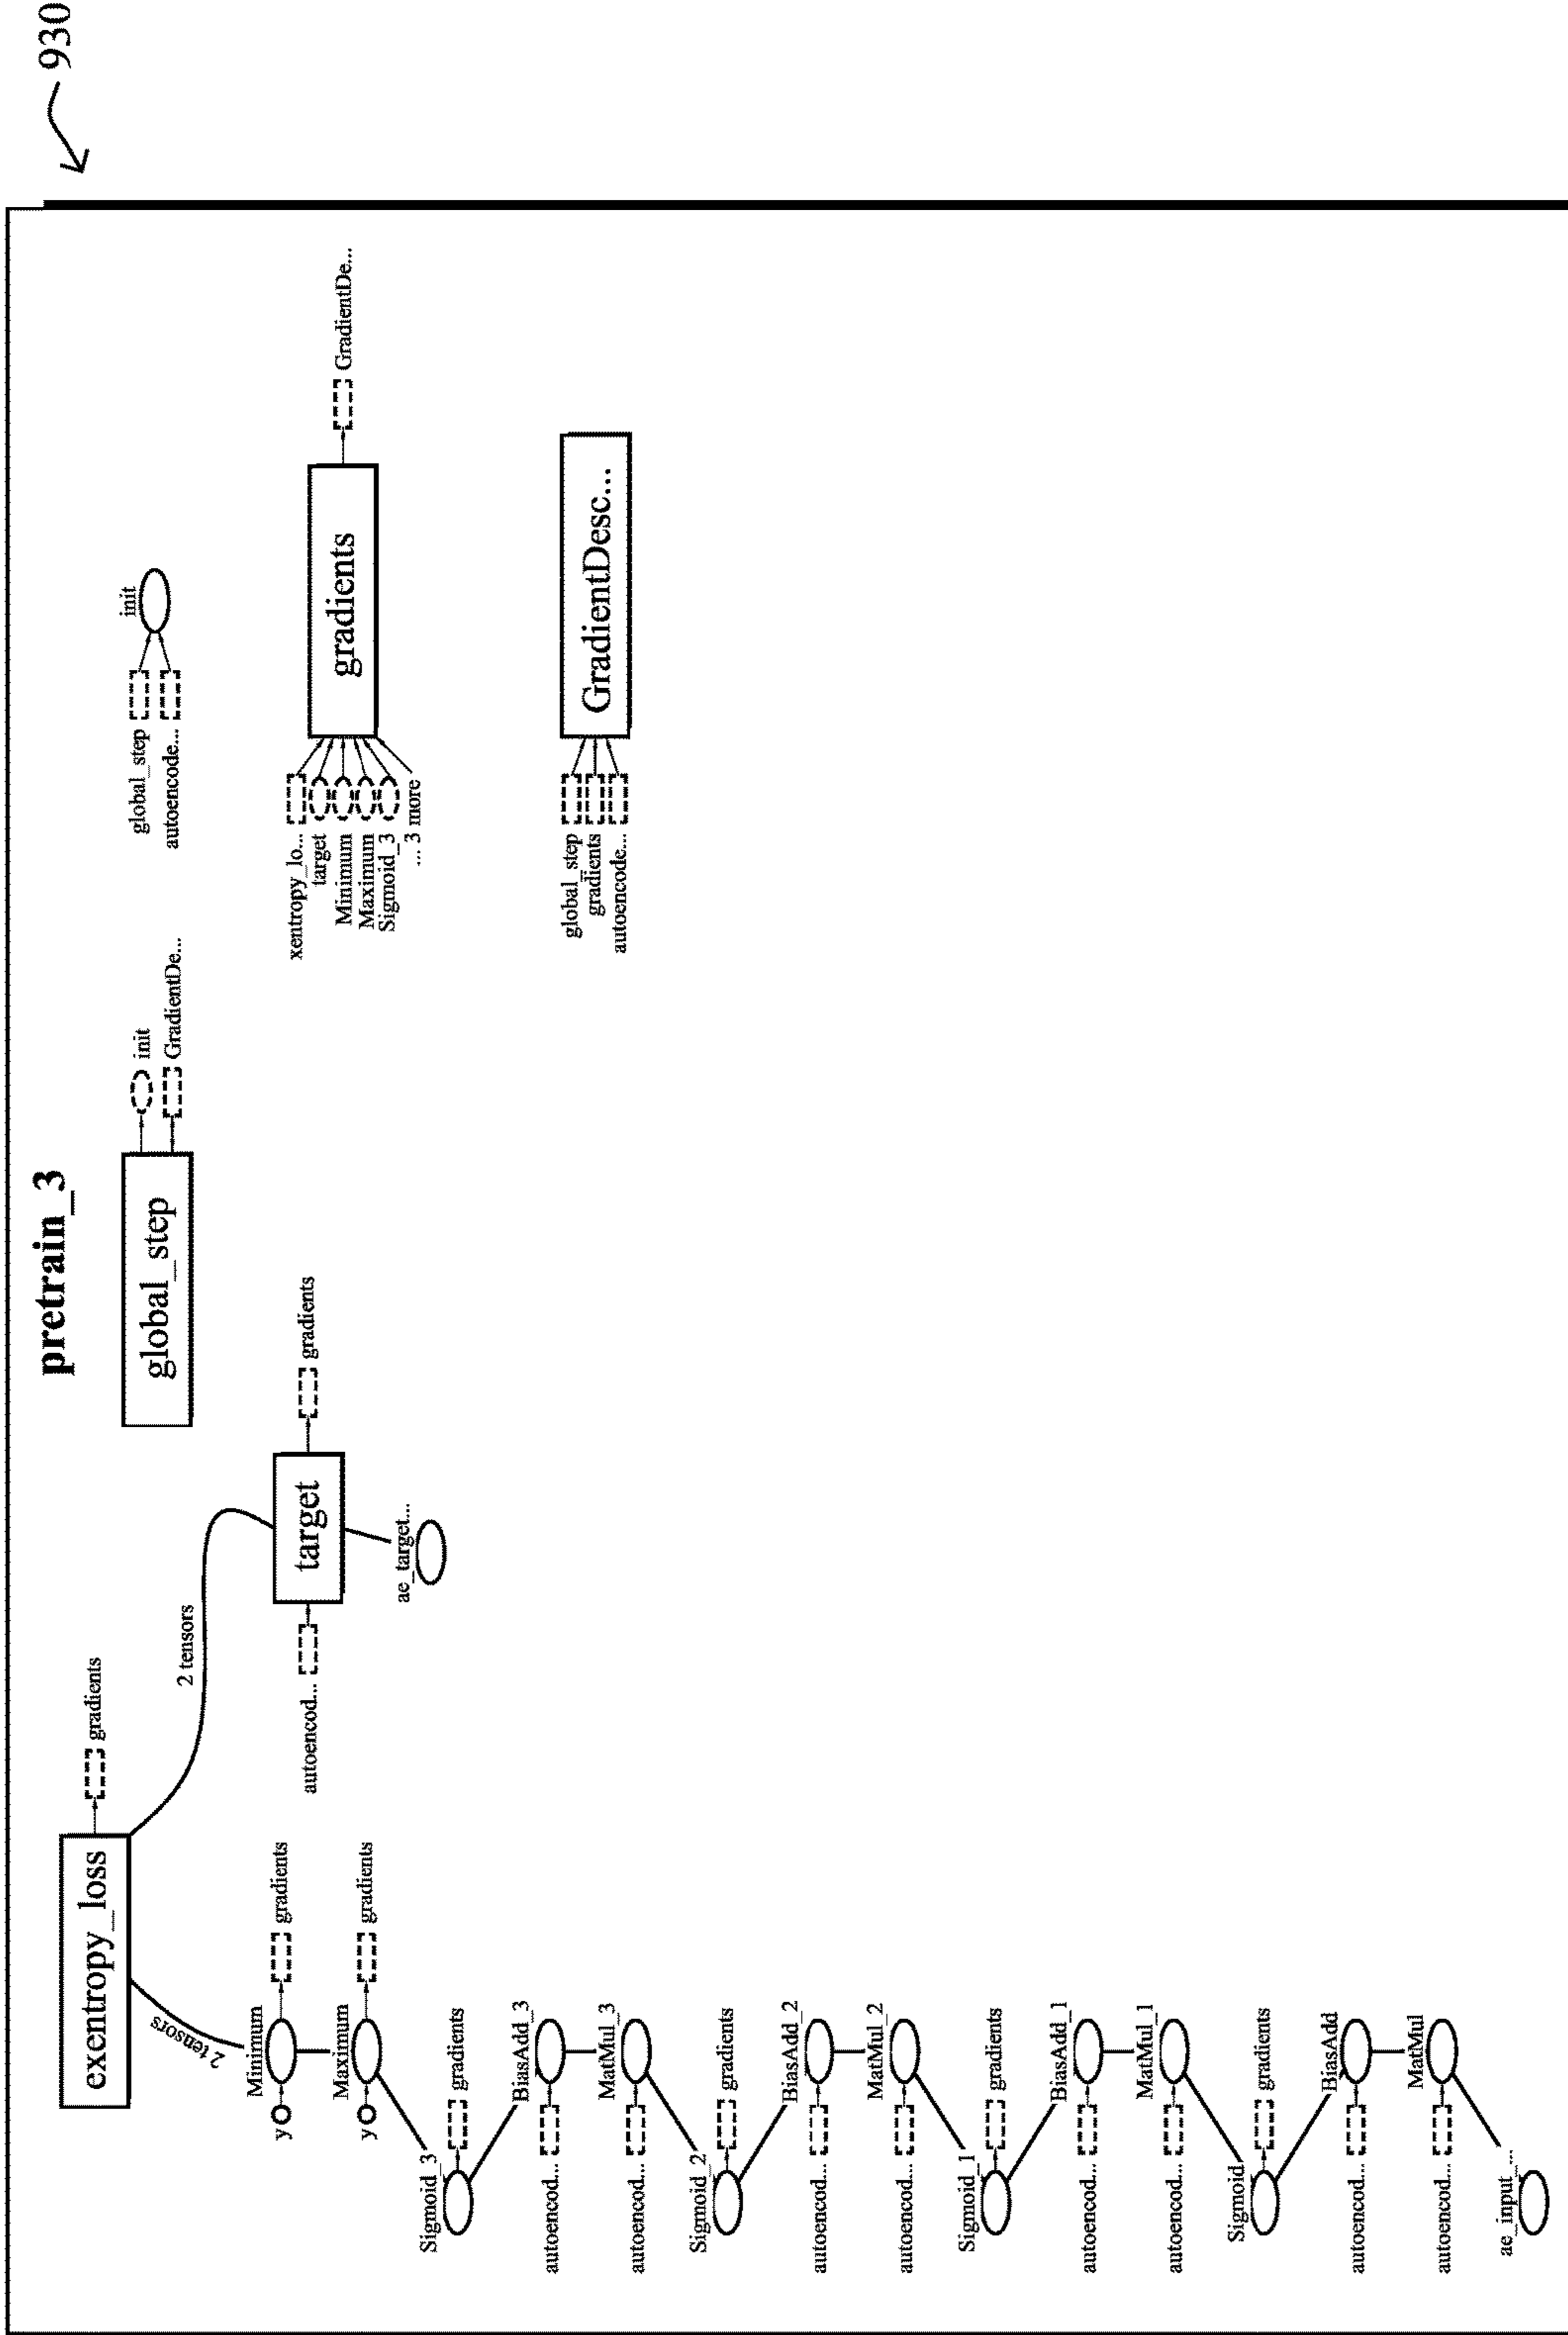 930
pretrain_3
exentropy_loss
gradients
2 tensors
2 tensors
Minimum
y
gradients
Maximum
y
gradients
Sigmoid_3
gradients
BiasAdd_3
autoencod...
MatMul_3
autoencod...
Sigmoid_2
gradients
BiasAdd_2
autoencod...
MatMul_2
autoencod...
Sigmoid_1
gradients
BiasAdd_1
autoencod...
MatMul_1
autoencod...
Sigmoid
gradients
BiasAdd
autoencod...
MatMul
autoencod...
ae_input_...
autoencod...
target
gradients
ae_target...
global_step
init
GradientDe...
global_step
autoencode...
init
xentropy_lo...
target
Minimum
Maximum
Sigmoid_3
... 3 more
gradients
GradientDe...
global_step
gradients
autoencode...
GradientDesc...